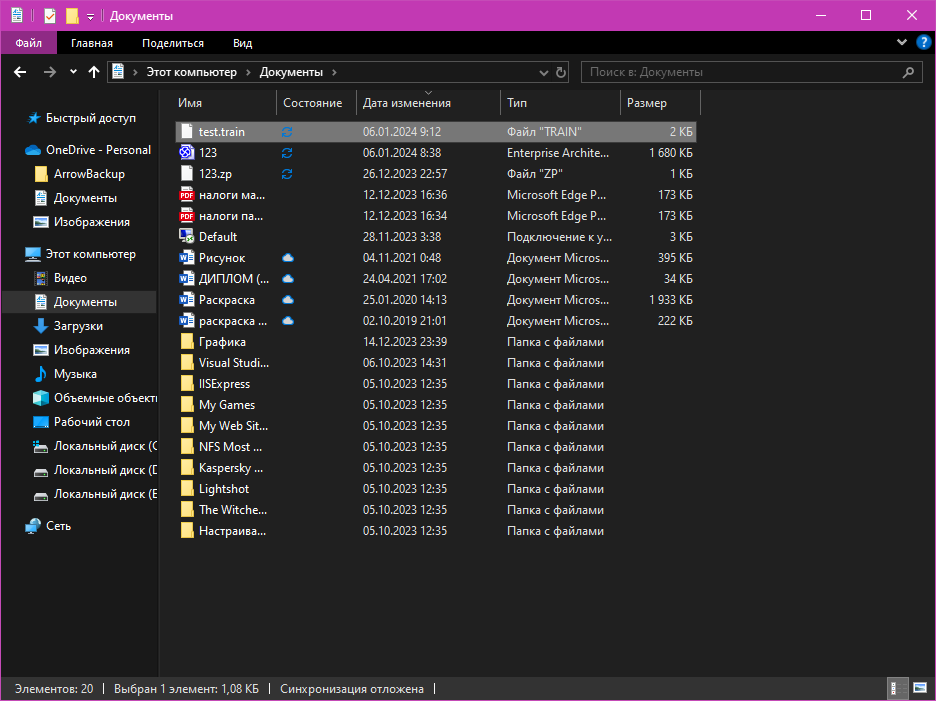 Документы
Файл Главная Поделиться Вид
Этот компьютер > Документы > Поиск в: Документы
Имя Состояние Дата изменения Тип Размер
Быстрый доступ
OneDrive - Personal
ArrowBackup
Документы
Изображения
Этот компьютер
Видео
Документы
Загрузки
Изображения
Музыка
Объемные объекты
Рабочий стол
Локальный диск (C
Локальный диск (D
Локальный диск (E
Сеть
test.train 06.01.2024 9:12 Файл "TRAIN" 2 КБ
123 06.01.2024 8:38 Enterprise Archite... 1 680 КБ
123.zp 26.12.2023 22:57 Файл "ZP" 1 КБ
PDF налоги ма... 12.12.2023 16:36 Microsoft Edge P... 173 КБ
PDF налоги па... 12.12.2023 16:34 Microsoft Edge P... 173 КБ
Default 28.11.2023 3:38 Подключение к у... 3 КБ
Рисунок 04.11.2021 0:48 Документ Micros... 395 КБ
ДИПЛОМ (... 24.04.2021 17:02 Документ Micros... 34 КБ
Раскраска 25.01.2020 14:13 Документ Micros... 1 933 КБ
раскраска ... 02.10.2019 21:01 Документ Micros... 222 КБ
Графика 14.12.2023 23:39 Папка с файлами
Visual Studi... 06.10.2023 14:31 Папка с файлами
IISExpress 05.10.2023 12:35 Папка с файлами
My Games 05.10.2023 12:35 Папка с файлами
My Web Sit... 05.10.2023 12:35 Папка с файлами
NFS Most ... 05.10.2023 12:35 Папка с файлами
Kaspersky ... 05.10.2023 12:35 Папка с файлами
Lightshot 05.10.2023 12:35 Папка с файлами
The Witche... 05.10.2023 12:35 Папка с файлами
Настраива... 05.10.2023 12:35 Папка с файлами
Элементов: 20 Выбран 1 элемент: 1,08 КБ Синхронизация отложена